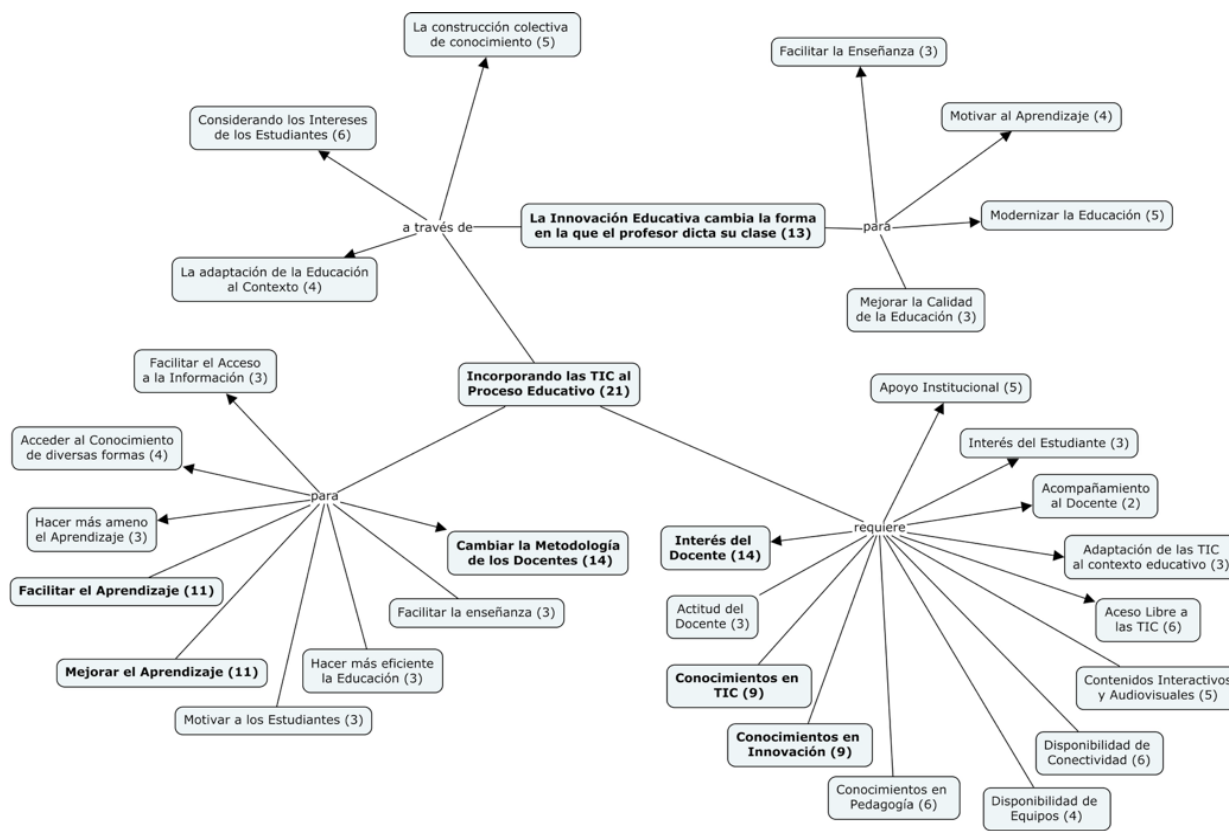 La construcción colectiva
de conocimiento (5)
Facilitar la Enseñanza (3)
Considerando los Intereses
de los Estudiantes (6)
Motivar al Aprendizaje (4)
a través de
La Innovación Educativa cambia la forma
en la que el profesor dicta su clase (13)
para
Modernizar la Educación (5)
La adaptación de la Educación
al Contexto (4)
Mejorar la Calidad
de la Educación (3)
Facilitar el Acceso
a la Información (3)
Incorporando las TIC al
Proceso Educativo (21)
Apoyo Institucional (5)
Acceder al Conocimiento
de diversas formas (4)
Interés del Estudiante (3)
para
Acompañamiento
al Docente (2)
Hacer más ameno
el Aprendizaje (3)
Cambiar la Metodología
de los Docentes (14)
Interés del
Docente (14)
requiere
Adaptación de las TIC
al contexto educativo (3)
Facilitar el Aprendizaje (11)
Facilitar la enseñanza (3)
Actitud del
Docente (3)
Aceso Libre a
las TIC (6)
Mejorar el Aprendizaje (11)
Hacer más eficiente
la Educación (3)
Conocimientos en
TIC (9)
Contenidos Interactivos
y Audiovisuales (5)
Motivar a los Estudiantes (3)
Conocimientos en
Innovación (9)
Disponibilidad de
Conectividad (6)
Conocimientos en
Pedagogía (6)
Disponibilidad de
Equipos (4)